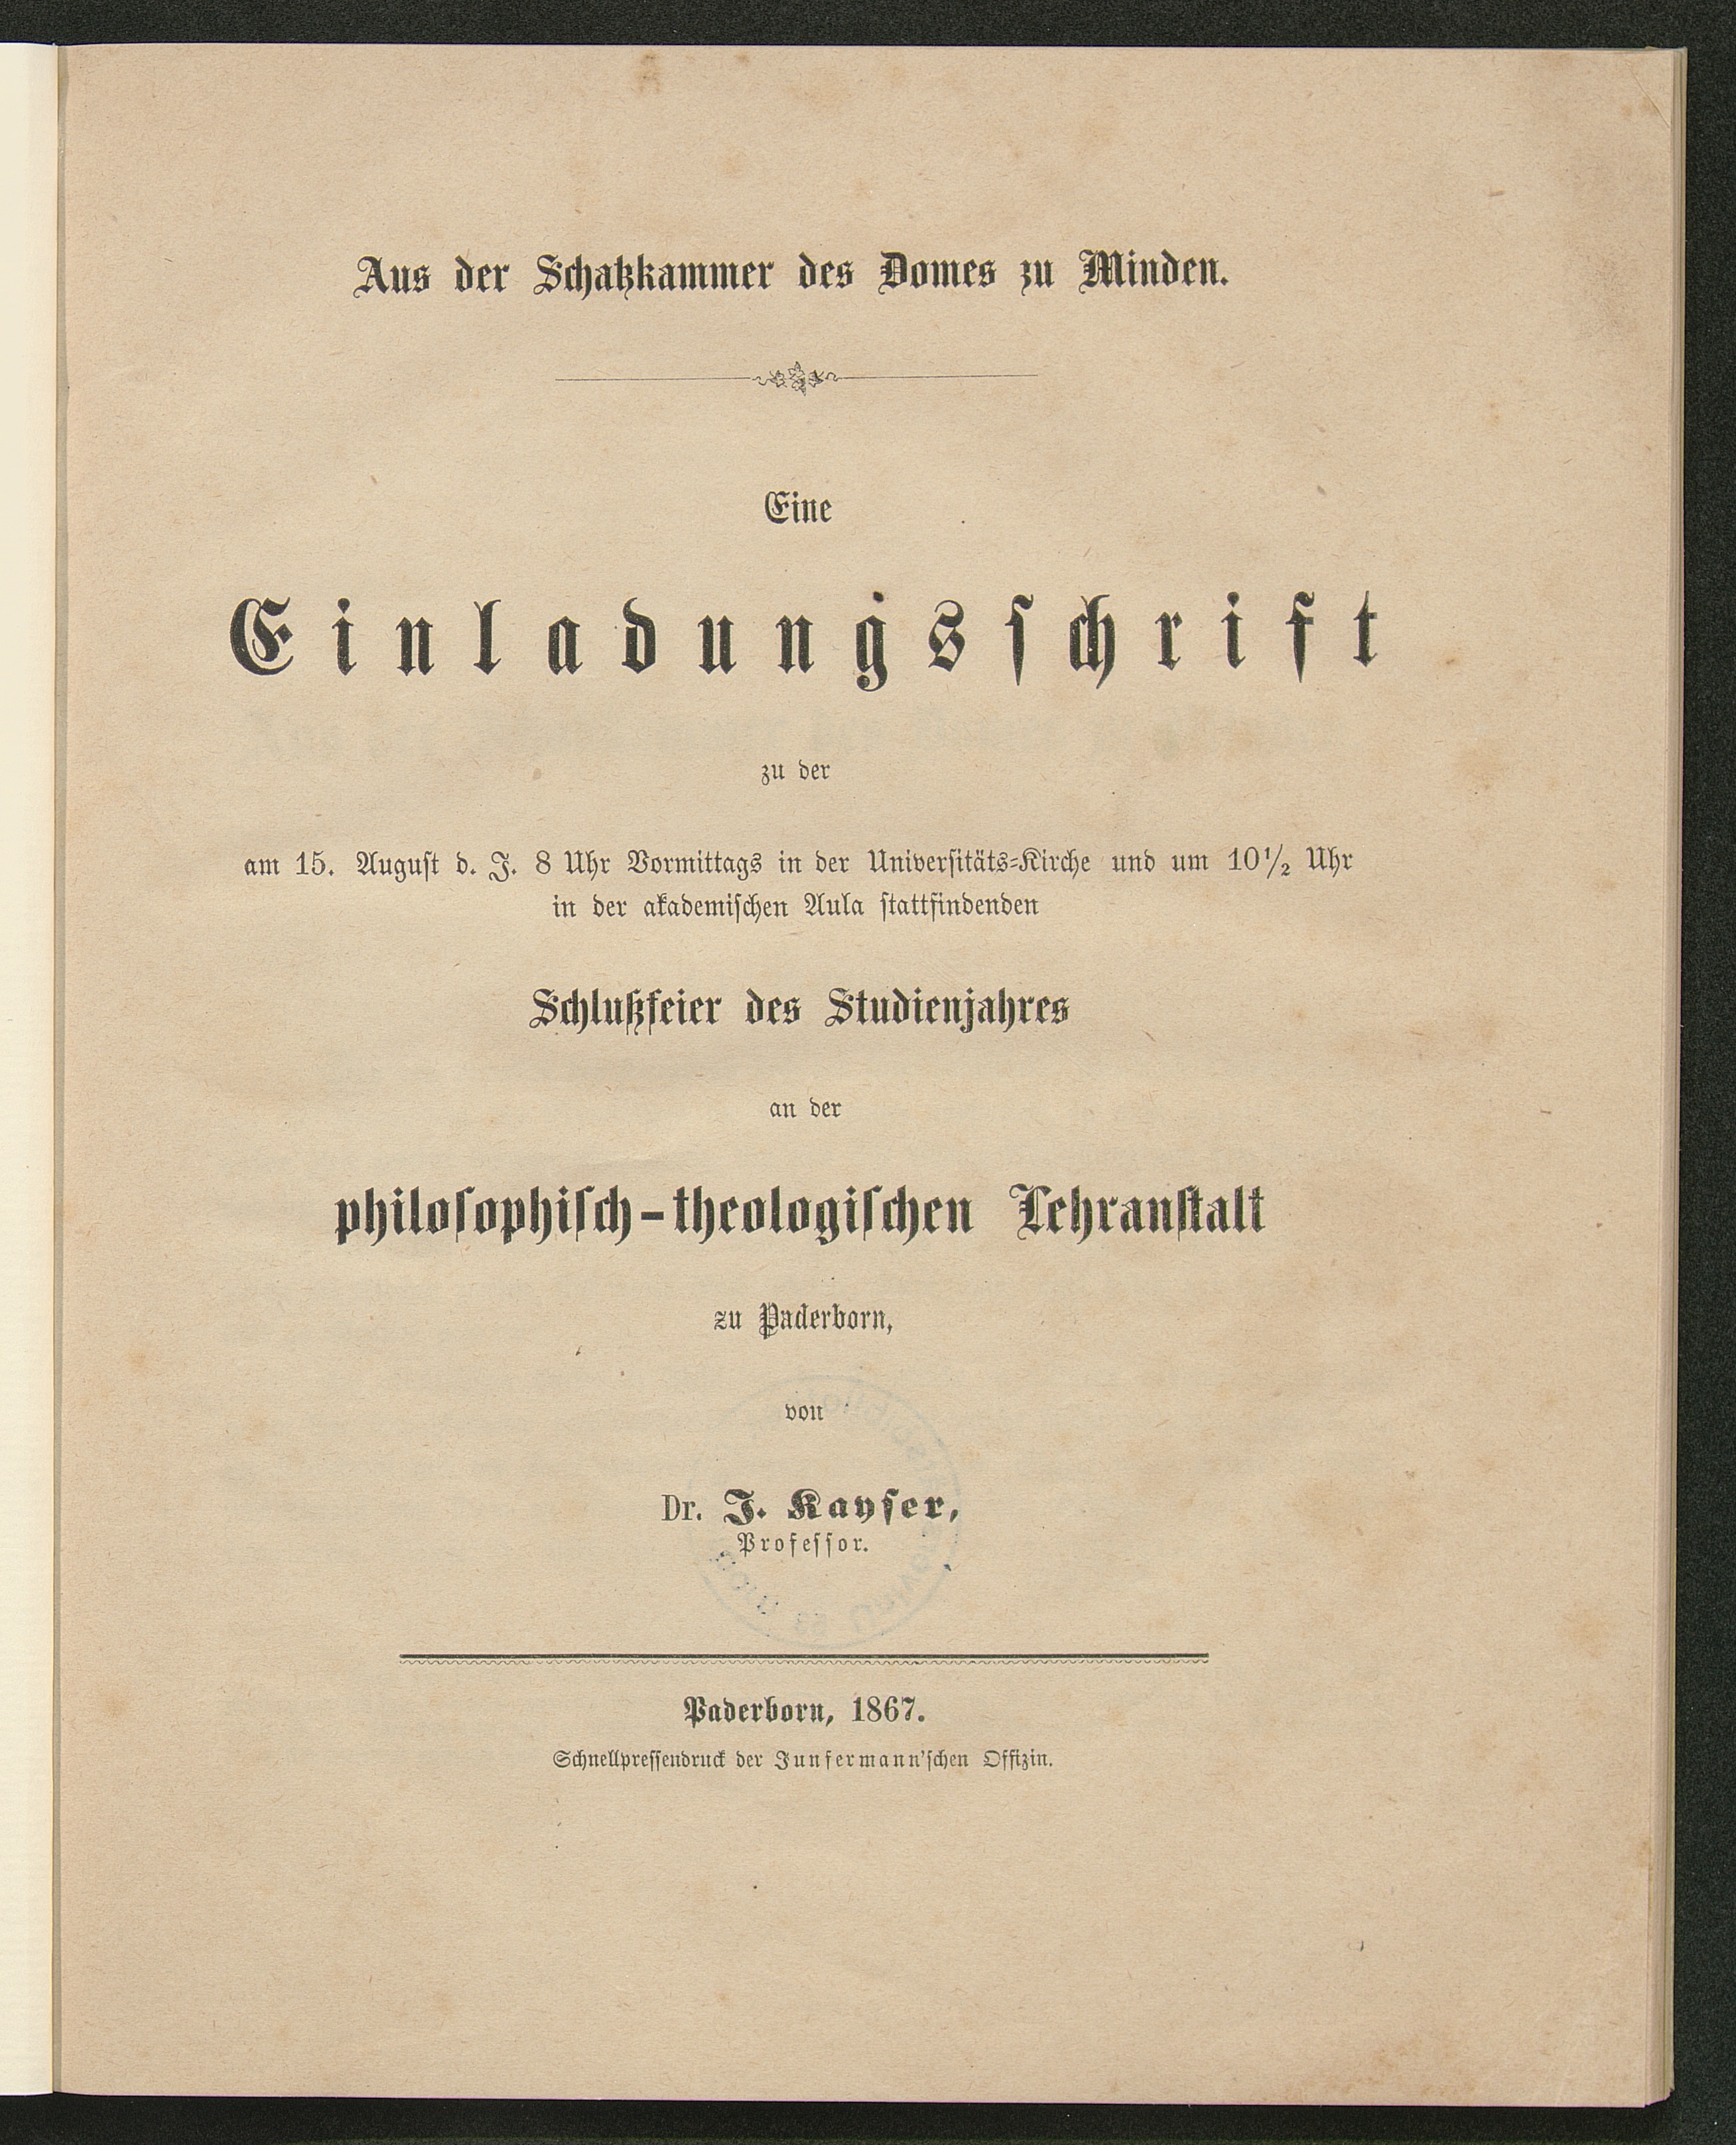 Aus der Schatzkammer des Domes zu Minden.
Eine
Einladungsschrift
zu der
am 15. August d. J. 8 Uhr Vormittags in der Universitäts-Kirche und um 10 1/2 Uhr
in der akademischen Aula stattfindenden
Schlußfeier des Studienjahres
an der
philosophisch-theologischen Lehranstalt
zu Paderborn,
von
Dr. J. Kayser,
Professor.
Paderborn, 1867.
Schnellpressendruck der Junfermann'schen Offizin.